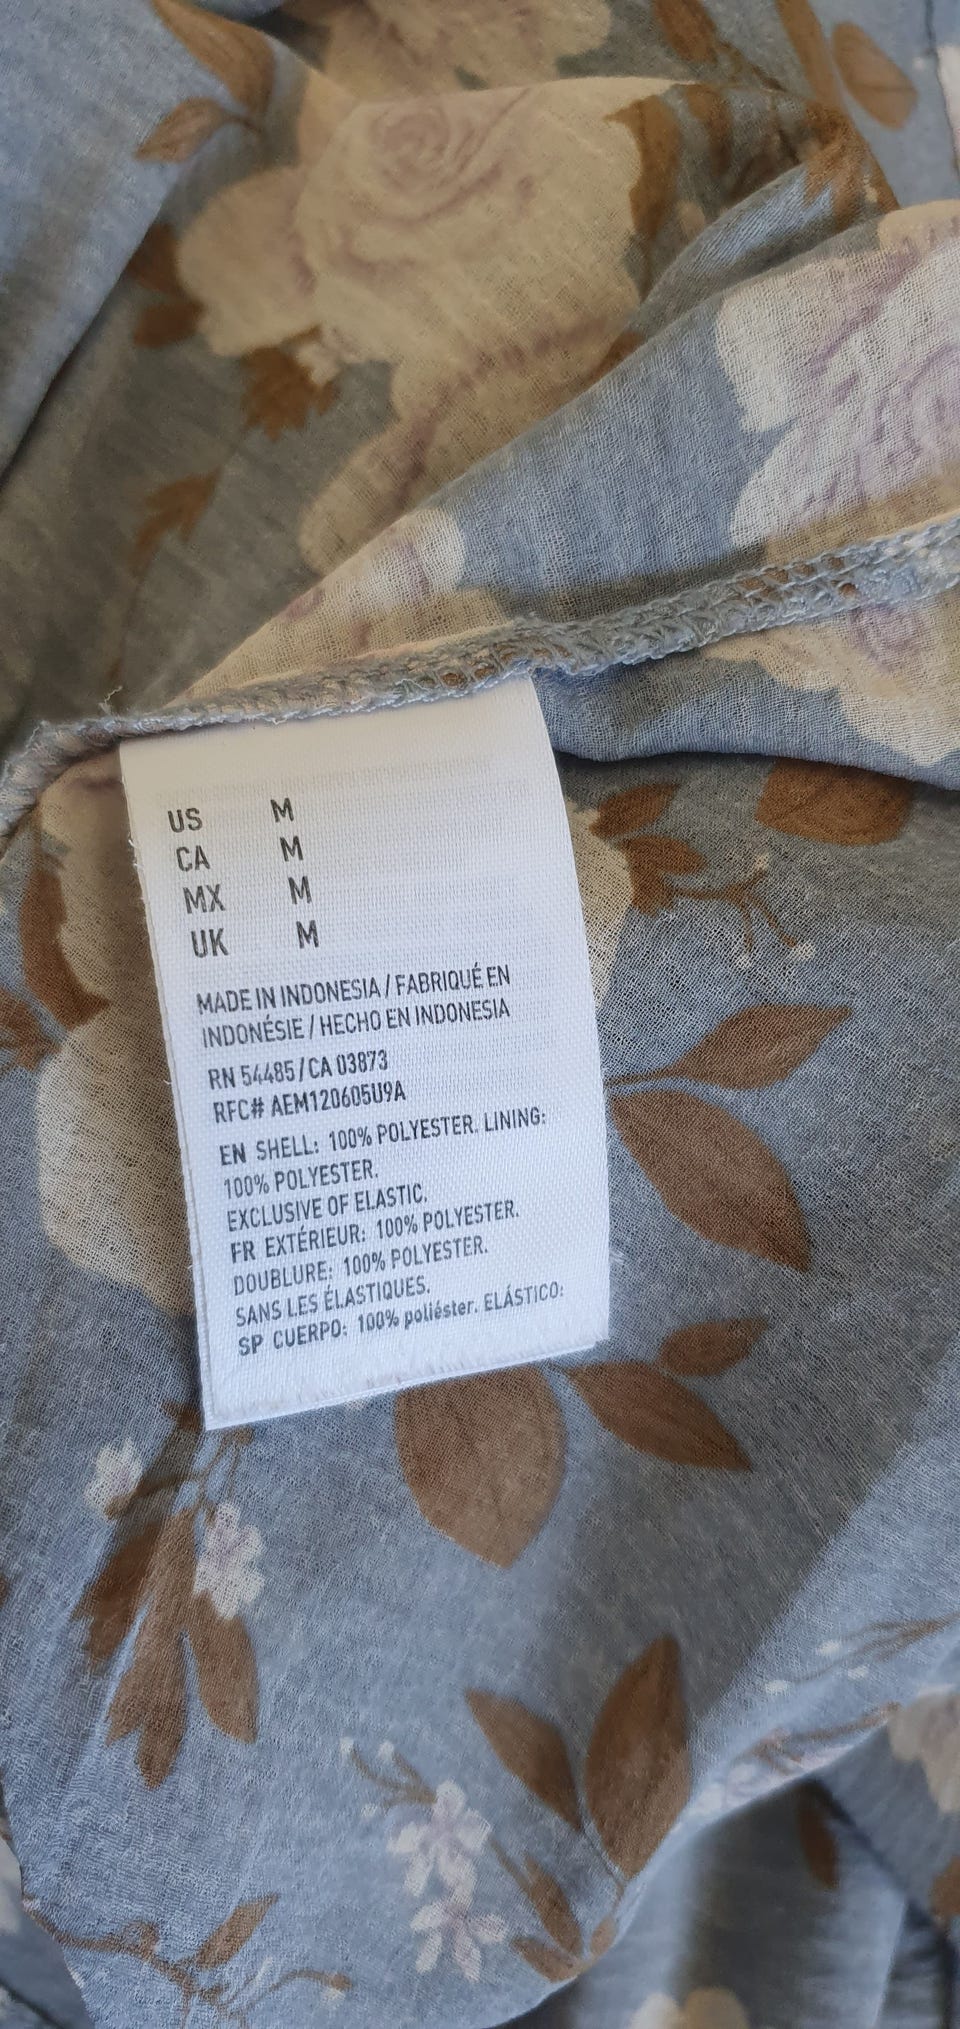 US M
CA M
MX M
UK M
MADE IN INDONESIA / FABRIQUÉ EN
INDONÉSIE / HECHO EN INDONESIA
RN 54485 / CA 03873
RFC# AEM120605U9A
EN SHELL: 100% POLYESTER. LINING:
100% POLYESTER.
EXCLUSIVE OF ELASTIC.
FR EXTÉRIEUR: 100% POLYESTER.
DOUBLURE: 100% POLYESTER.
SANS LES ÉLASTIQUES.
SP CUERPO: 100% poliéster. ELÁSTICO: